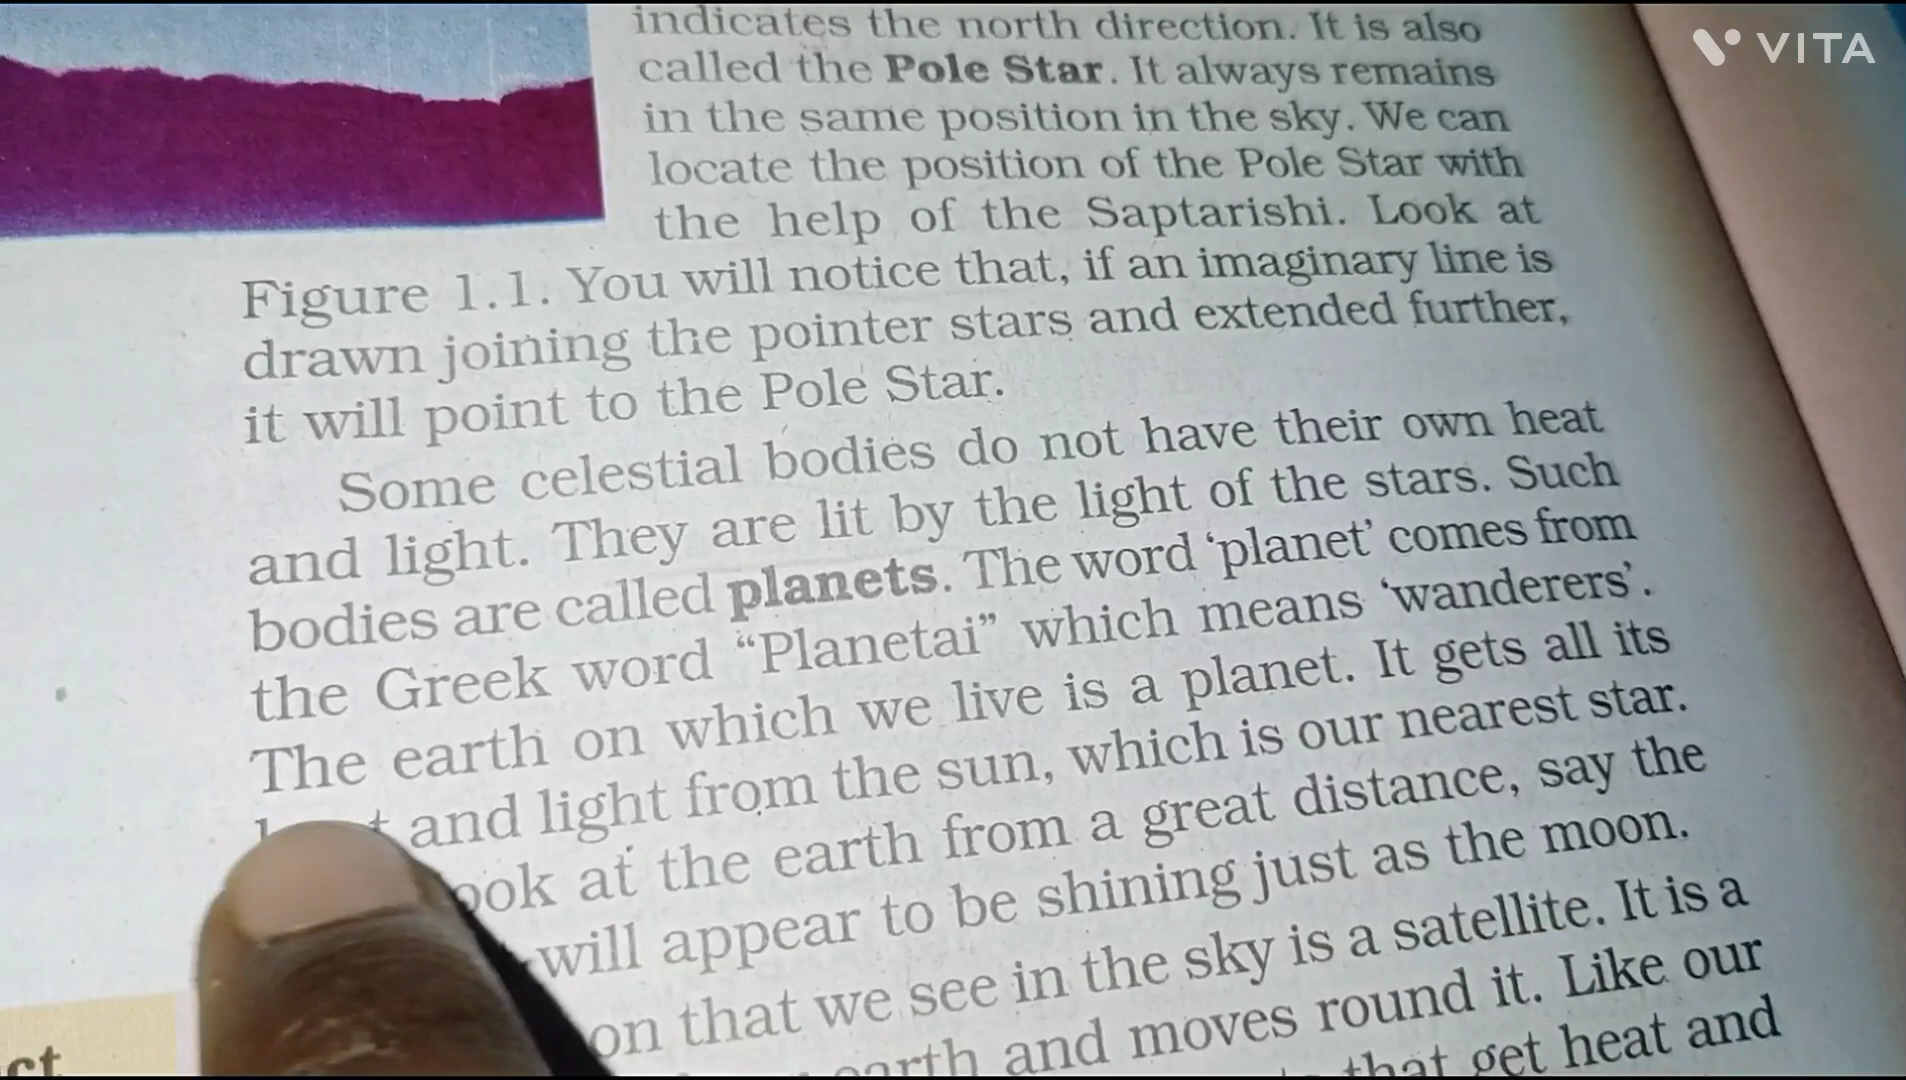 indicates the north direction. It is also
called the Pole Star. It always remains
in the same position in the sky. We can
locate the position of the Pole Star with
the help of the Saptarishi. Look at
Figure 1.1. You will notice that, if an imaginary line is
drawn joining the pointer stars and extended further,
it will point to the Pole Star.
Some celestial bodies do not have their own heat
and light. They are lit by the light of the stars. Such
bodies are called planets. The word ‘planet’ comes from
the Greek word “Planetai” which means ‘wanderers’.
The earth on which we live is a planet. It gets all its
and light from the sun, which is our nearest star.
at the earth from a great distance, say the
will appear to be shining just as the moon.
that we see in the sky is a satellite. It is a
and moves round it. Like our
that get heat and
VITA